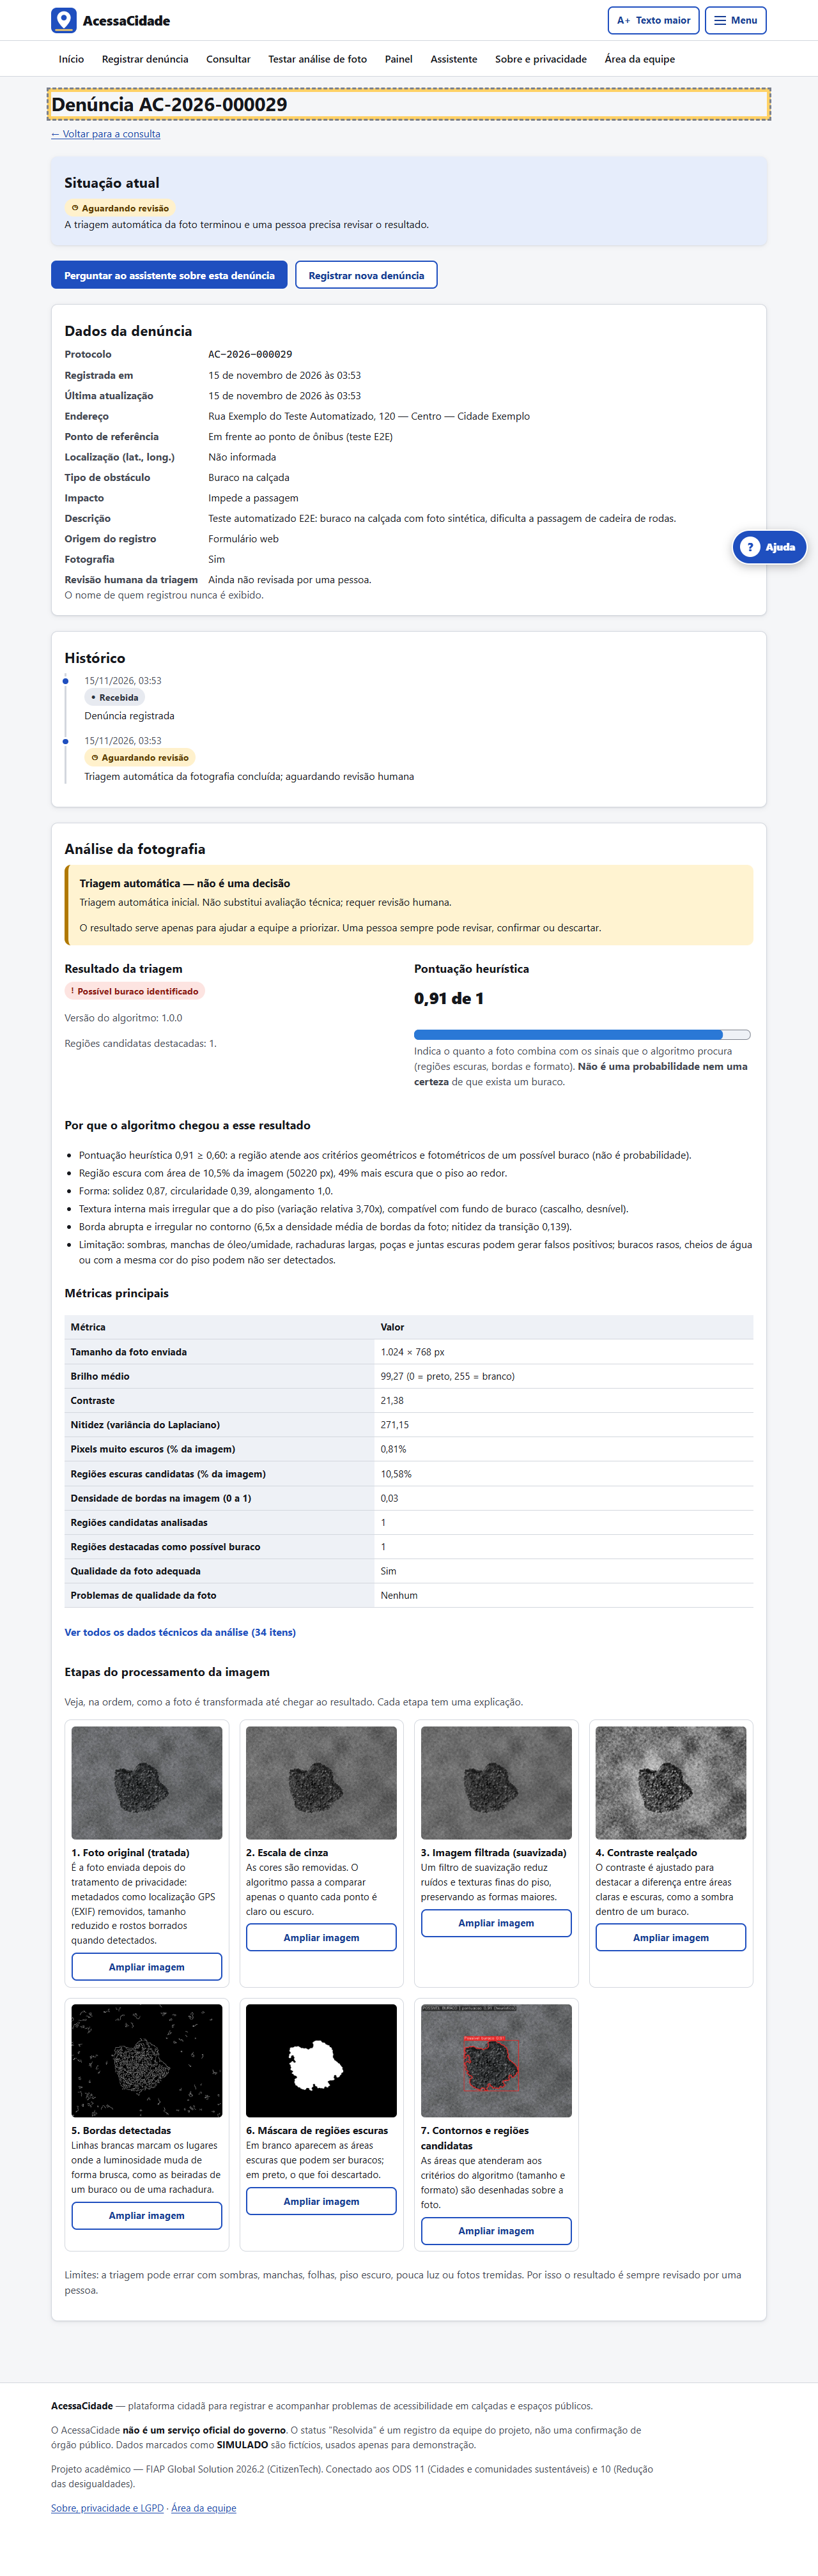 AcessaCidade
A+ Texto maior
Menu
Início Registrar denúncia Consultar Testar análise de foto Painel Assistente Sobre e privacidade Área da equipe
Denúncia AC-2026-000029
← Voltar para a consulta
Situação atual
Aguardando revisão
A triagem automática da foto terminou e uma pessoa precisa revisar o resultado.
Perguntar ao assistente sobre esta denúncia
Registrar nova denúncia
Dados da denúncia
Protocolo AC-2026-000029
Registrada em 15 de novembro de 2026 às 03:53
Última atualização 15 de novembro de 2026 às 03:53
Endereço Rua Exemplo do Teste Automatizado, 120 — Centro — Cidade Exemplo
Ponto de referência Em frente ao ponto de ônibus (teste E2E)
Localização (lat., long.) Não informada
Tipo de obstáculo Buraco na calçada
Impacto Impede a passagem
Descrição Teste automatizado E2E: buraco na calçada com foto sintética, dificulta a passagem de cadeira de rodas.
Origem do registro Formulário web
? Ajuda
Fotografia Sim
Revisão humana da triagem Ainda não revisada por uma pessoa.
O nome de quem registrou nunca é exibido.
Histórico
15/11/2026, 03:53
Recebida
Denúncia registrada
15/11/2026, 03:53
Aguardando revisão
Triagem automática da fotografia concluída; aguardando revisão humana
Análise da fotografia
Triagem automática — não é uma decisão
Triagem automática inicial. Não substitui avaliação técnica; requer revisão humana.
O resultado serve apenas para ajudar a equipe a priorizar. Uma pessoa sempre pode revisar, confirmar ou descartar.
Resultado da triagem
! Possível buraco identificado
Versão do algoritmo: 1.0.0
Regiões candidatas destacadas: 1.
Pontuação heurística
0,91 de 1
Indica o quanto a foto combina com os sinais que o algoritmo procura
(regiões escuras, bordas e formato). Não é uma probabilidade nem uma
certeza de que exista um buraco.
Por que o algoritmo chegou a esse resultado
• Pontuação heurística 0,91 ≥ 0,60: a região atende aos critérios geométricos e fotométricos de um possível buraco (não é probabilidade).
• Região escura com área de 10,5% da imagem (50220 px), 49% mais escura que o piso ao redor.
• Forma: solidez 0,87, circularidade 0,39, alongamento 1,0.
• Textura interna mais irregular que a do piso (variação relativa 3,70x), compatível com fundo de buraco (cascalho, desnível).
• Borda abrupta e irregular no contorno (6,5x a densidade média de bordas da foto; nitidez da transição 0,139).
• Limitação: sombras, manchas de óleo/umidade, rachaduras largas, poças e juntas escuras podem gerar falsos positivos; buracos rasos, cheios de água
ou com a mesma cor do piso podem não ser detectados.
Métricas principais
Métrica Valor
Tamanho da foto enviada 1.024 × 768 px
Brilho médio 99,27 (0 = preto, 255 = branco)
Contraste 21,38
Nitidez (variância do Laplaciano) 271,15
Pixels muito escuros (% da imagem) 0,81%
Regiões escuras candidatas (% da imagem) 10,58%
Densidade de bordas na imagem (0 a 1) 0,03
Regiões candidatas analisadas 1
Regiões destacadas como possível buraco 1
Qualidade da foto adequada Sim
Problemas de qualidade da foto Nenhum
Ver todos os dados técnicos da análise (34 itens)
Etapas do processamento da imagem
Veja, na ordem, como a foto é transformada até chegar ao resultado. Cada etapa tem uma explicação.
1. Foto original (tratada)
É a foto enviada depois do
tratamento de privacidade:
metadados como localização GPS
(EXIF) removidos, tamanho
reduzido e rostos borrados
quando detectados.
Ampliar imagem
2. Escala de cinza
As cores são removidas. O
algoritmo passa a comparar
apenas o quanto cada ponto é
claro ou escuro.
Ampliar imagem
3. Imagem filtrada (suavizada)
Um filtro de suavização reduz
ruídos e texturas finas do piso,
preservando as formas maiores.
Ampliar imagem
4. Contraste realçado
O contraste é ajustado para
destacar a diferença entre áreas
claras e escuras, como a sombra
dentro de um buraco.
Ampliar imagem
5. Bordas detectadas
Linhas brancas marcam os lugares
onde a luminosidade muda de
forma brusca, como as beiradas de
um buraco ou de uma rachadura.
Ampliar imagem
6. Máscara de regiões escuras
Em branco aparecem as áreas
escuras que podem ser buracos;
em preto, o que foi descartado.
Ampliar imagem
7. Contornos e regiões
candidatas
As áreas que atenderam aos
critérios do algoritmo (tamanho e
formato) são desenhadas sobre a
foto.
Ampliar imagem
Limites: a triagem pode errar com sombras, manchas, folhas, piso escuro, pouca luz ou fotos tremidas. Por isso o resultado é sempre revisado por uma
pessoa.
AcessaCidade — plataforma cidadã para registrar e acompanhar problemas de acessibilidade em calçadas e espaços públicos.
O AcessaCidade não é um serviço oficial do governo. O status "Resolvida" é um registro da equipe do projeto, não uma confirmação de
órgão público. Dados marcados como SIMULADO são fictícios, usados apenas para demonstração.
Projeto acadêmico — FIAP Global Solution 2026.2 (CitizenTech). Conectado aos ODS 11 (Cidades e comunidades sustentáveis) e 10 (Redução
das desigualdades).
Sobre, privacidade e LGPD · Área da equipe